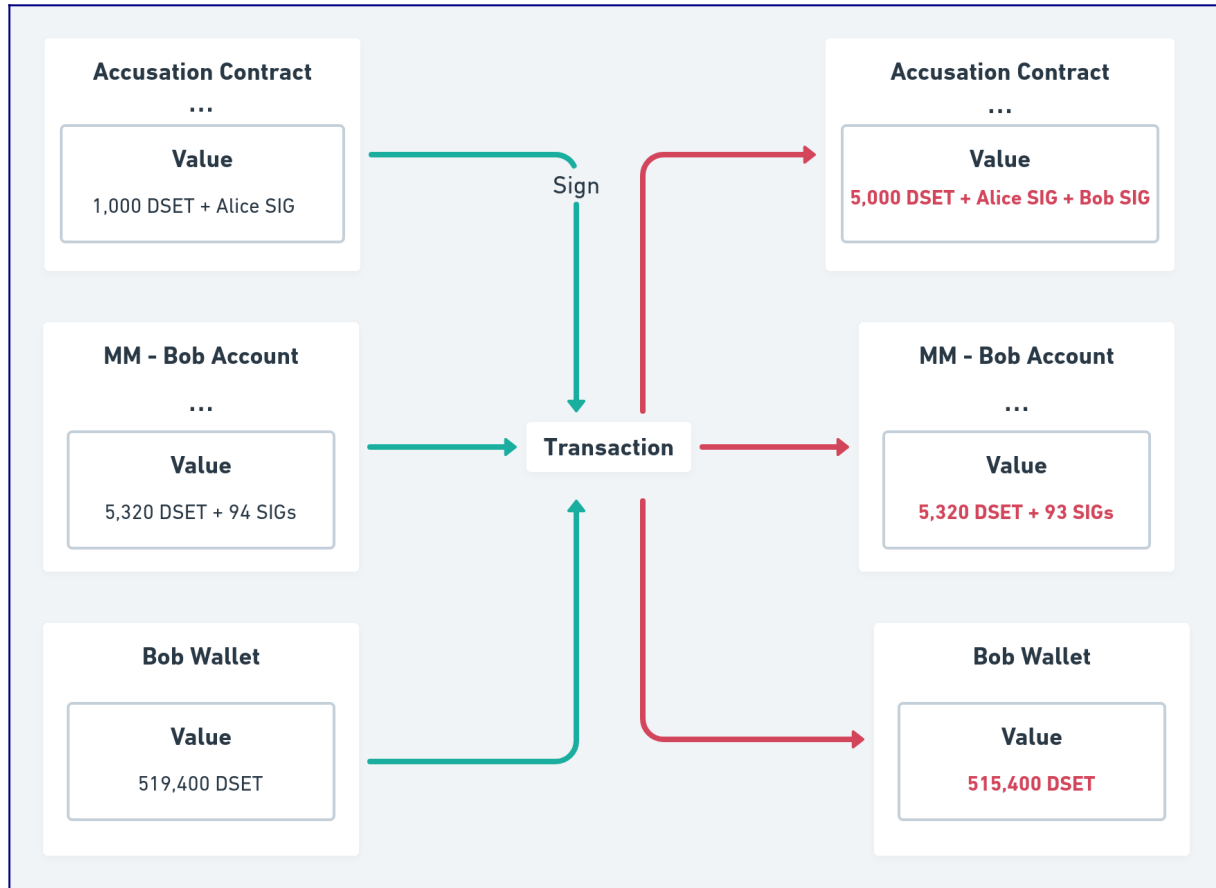 Accusation Contract
...
Value
1,000 DSET + Alice SIG
MM - Bob Account
...
Value
5,320 DSET + 94 SIGs
Bob Wallet
Value
519,400 DSET
Sign
Transaction
Accusation Contract
...
Value
5,000 DSET + Alice SIG + Bob SIG
MM - Bob Account
...
Value
5,320 DSET + 93 SIGs
Bob Wallet
Value
515,400 DSET